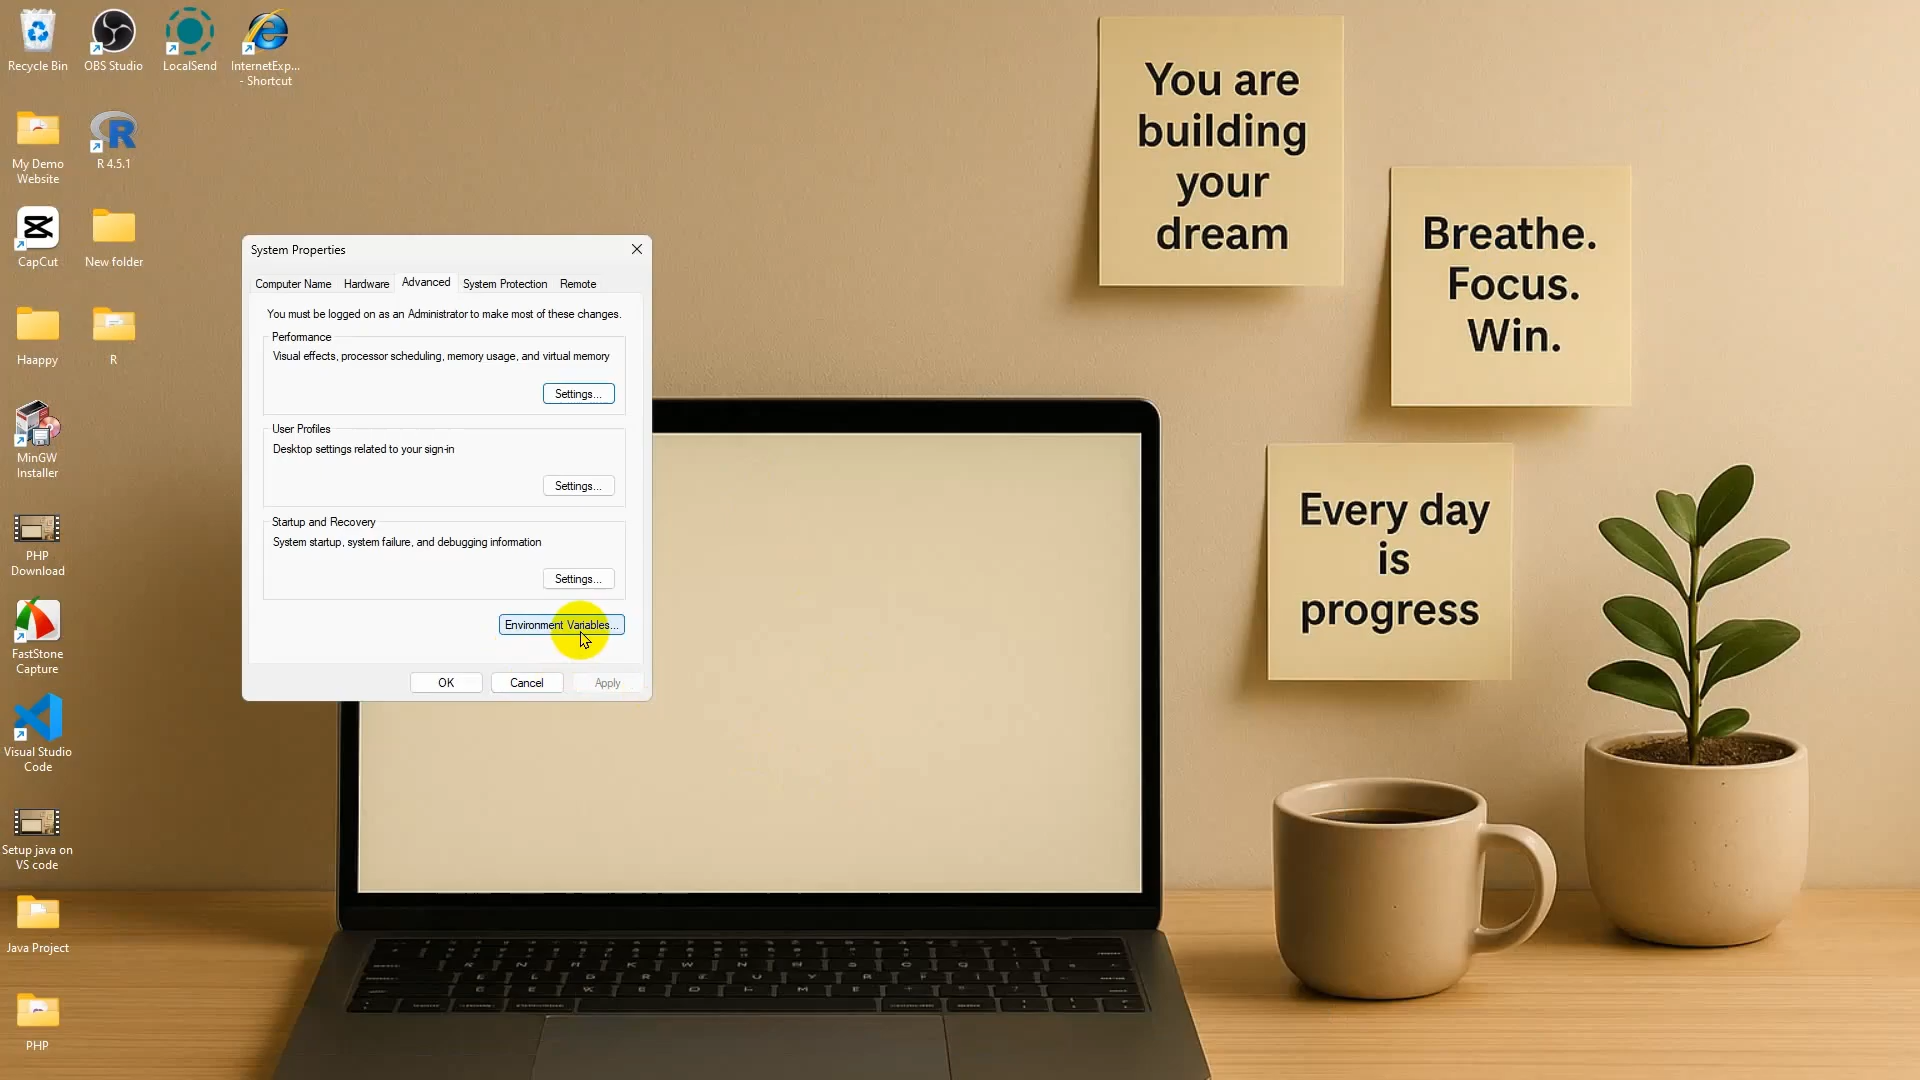 Recycle Bin
OBS Studio
LocalSend
InternetExp...
- Shortcut
My Demo
Website
R 4.5.1
CapCut
New folder
Haappy
R
MinGW
Installer
PHP
Download
FastStone
Capture
Visual Studio
Code
Setup java on
VS code
Java Project
PHP
System Properties
Computer Name
Hardware
Advanced
System Protection
Remote
You must be logged on as an Administrator to make most of these changes.
Performance
Visual effects, processor scheduling, memory usage, and virtual memory
Settings...
User Profiles
Desktop settings related to your sign-in
Settings...
Startup and Recovery
System startup, system failure, and debugging information
Settings...
Environment Variables...
OK
Cancel
Apply
You are
building
your
dream
Breathe.
Focus.
Win.
Every day
is
progress